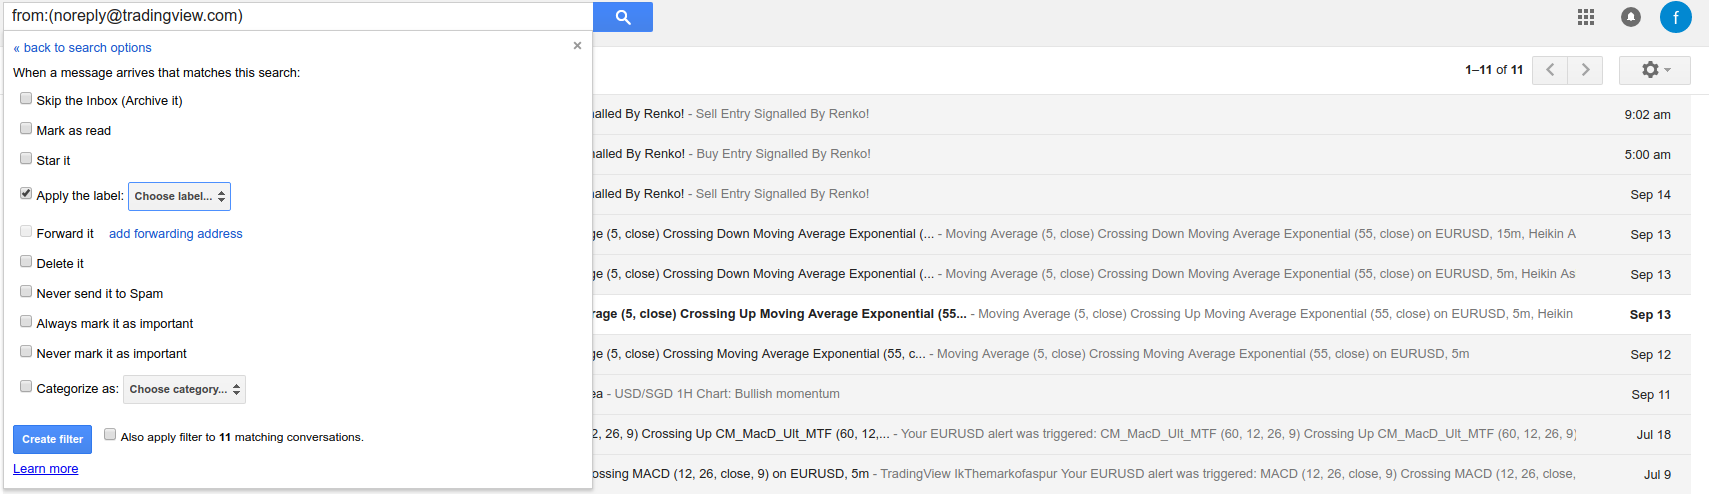 from:(noreply@tradingview.com)
f
« back to search options
×
When a message arrives that matches this search:
1–11 of 11
Skip the Inbox (Archive it)
Mark as read
Star it
Apply the label: Choose label...
Forward it add forwarding address
Delete it
Never send it to Spam
Always mark it as important
Never mark it as important
Categorize as: Choose category...
Create filter Also apply filter to 11 matching conversations.
Learn more
nalled By Renko! - Sell Entry Signalled By Renko! 9:02 am
nalled By Renko! - Buy Entry Signalled By Renko! 5:00 am
nalled By Renko! - Sell Entry Signalled By Renko! Sep 14
ge (5, close) Crossing Down Moving Average Exponential (... - Moving Average (5, close) Crossing Down Moving Average Exponential (55, close) on EURUSD, 15m, Heikin A Sep 13
ge (5, close) Crossing Down Moving Average Exponential (... - Moving Average (5, close) Crossing Down Moving Average Exponential (55, close) on EURUSD, 5m, Heikin As Sep 13
rage (5, close) Crossing Up Moving Average Exponential (55... - Moving Average (5, close) Crossing Up Moving Average Exponential (55, close) on EURUSD, 5m, Heikin Sep 13
ge (5, close) Crossing Moving Average Exponential (55, c... - Moving Average (5, close) Crossing Moving Average Exponential (55, close) on EURUSD, 5m Sep 12
ea - USD/SGD 1H Chart: Bullish momentum Sep 11
2, 26, 9) Crossing Up CM_MacD_Ult_MTF (60, 12,... - Your EURUSD alert was triggered: CM_MacD_Ult_MTF (60, 12, 26, 9) Crossing Up CM_MacD_Ult_MTF (60, 12, 26, 9) Jul 18
ossing MACD (12, 26, close, 9) on EURUSD, 5m - TradingView IkThemarkofaspur Your EURUSD alert was triggered: MACD (12, 26, close, 9) Crossing MACD (12, 26, close, Jul 9